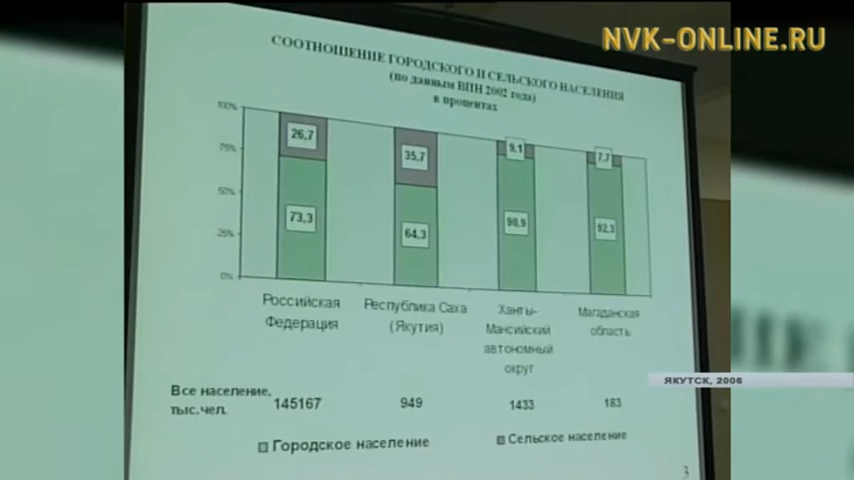 NVK-ONLINE.RU
СООТНОШЕНИЕ ГОРОДСКОГО И СЕЛЬСКОГО НАСЕЛЕНИЯ
(по данным ВПН 2002 года)
в процентах
100%
75%
50%
25%
0%
26,7
35,7
9,1
7,7
73,3
64,3
90,9
92,3
Российская
Федерация
Республика Саха
(Якутия)
Ханты-
Мансийский
автономный
округ
Магаданская
область
Все население,
тыс.чел.
145167
949
1433
183
Городское население
Сельское население
3
ЯКУТСК, 2006